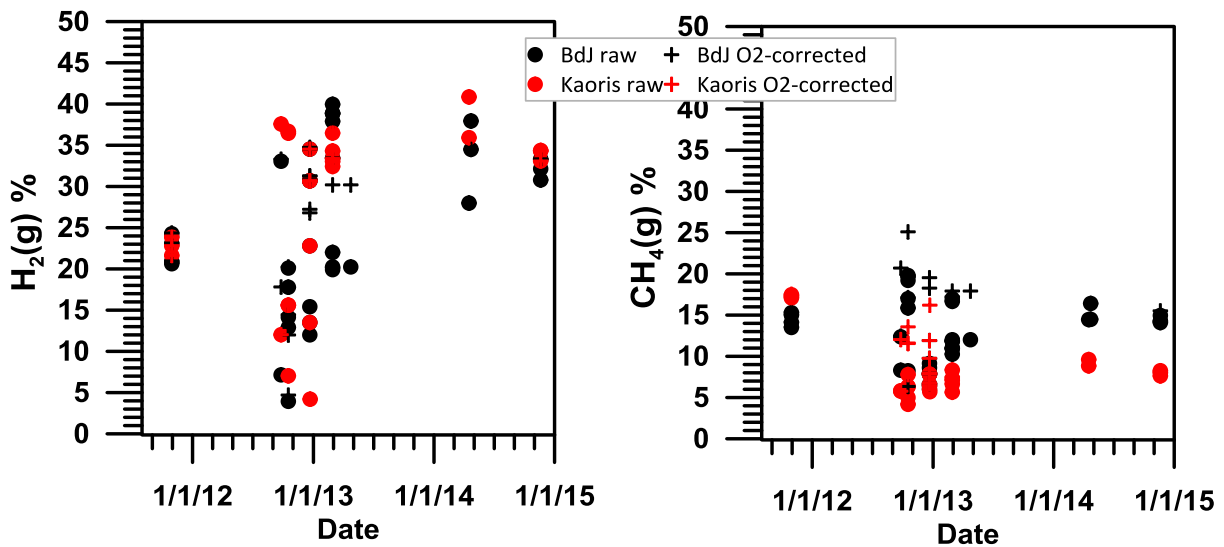 50
45
40
35
30
25
20
15
10
5
0
H₂(g) %
1/1/12 1/1/13 1/1/14 1/1/15
Date
BdJ raw BdJ O2-corrected
Kaoris raw Kaoris O2-corrected
50
40
35
30
25
20
15
10
5
0
CH₄(g) %
1/1/12 1/1/13 1/1/14 1/1/15
Date